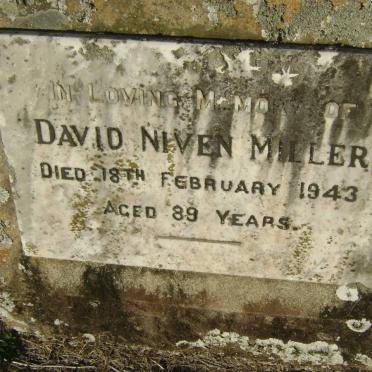 IN LOVING MEMORY OF
DAVID NIVEN MILLER
DIED 18TH FEBRUARY 1943
AGED 89 YEARS.